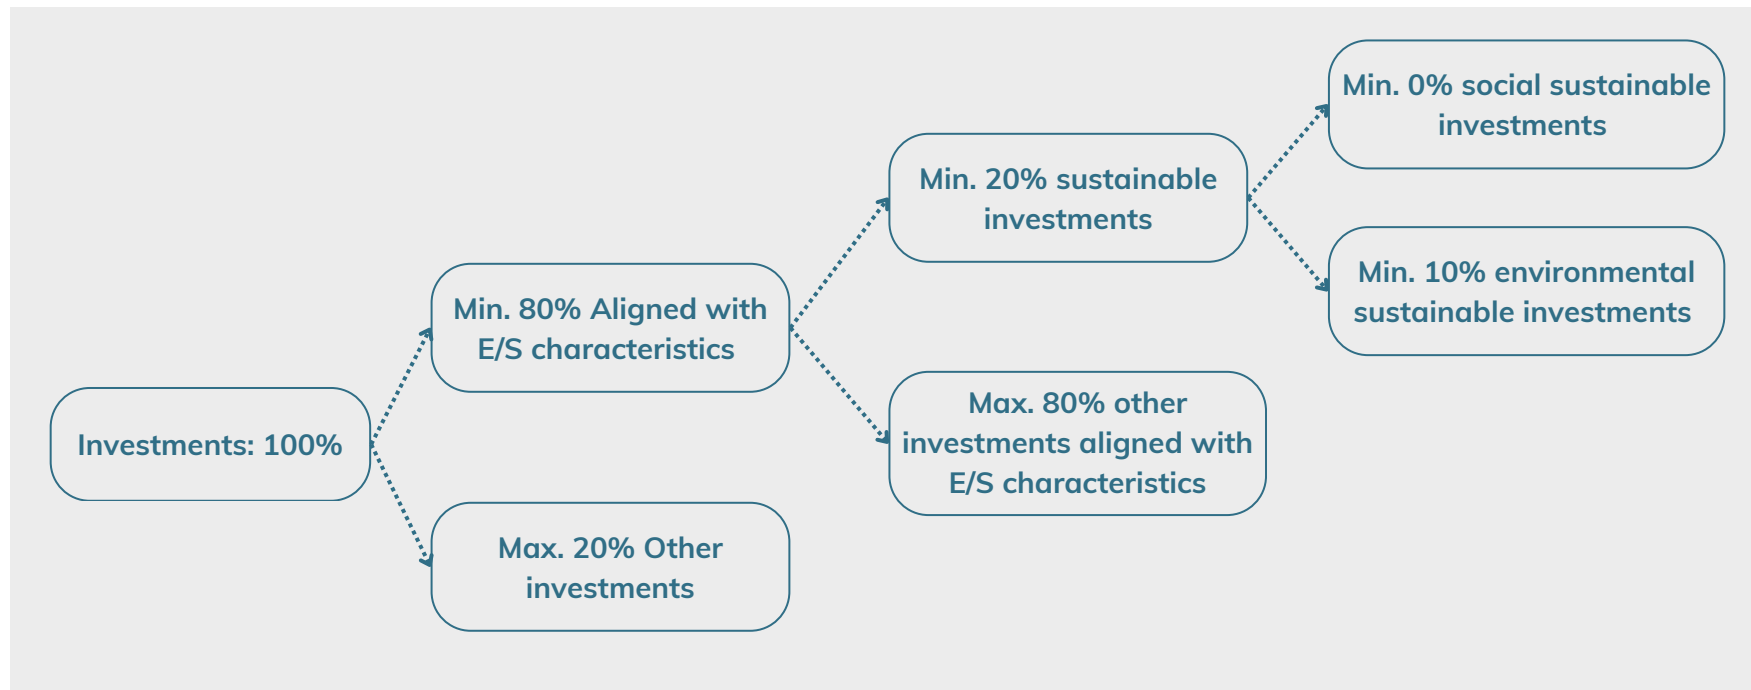 Investments: 100%
Min. 80% Aligned with
E/S characteristics
Max. 20% Other
investments
Min. 20% sustainable
investments
Max. 80% other
investments aligned with
E/S characteristics
Min. 0% social sustainable
investments
Min. 10% environmental
sustainable investments